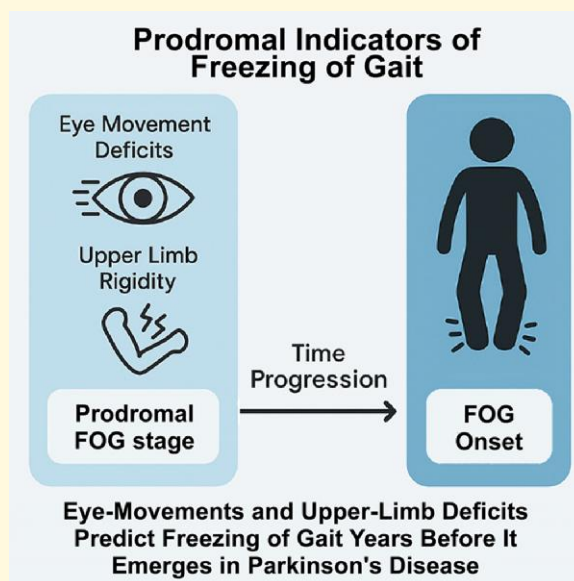 Prodromal Indicators of
Freezing of Gait
Eye Movement
Deficits
Upper Limb
Rigidity
Prodromal
FOG stage
Time
Progression
FOG
Onset
Eye-Movements and Upper-Limb Deficits
Predict Freezing of Gait Years Before It
Emerges in Parkinson's Disease